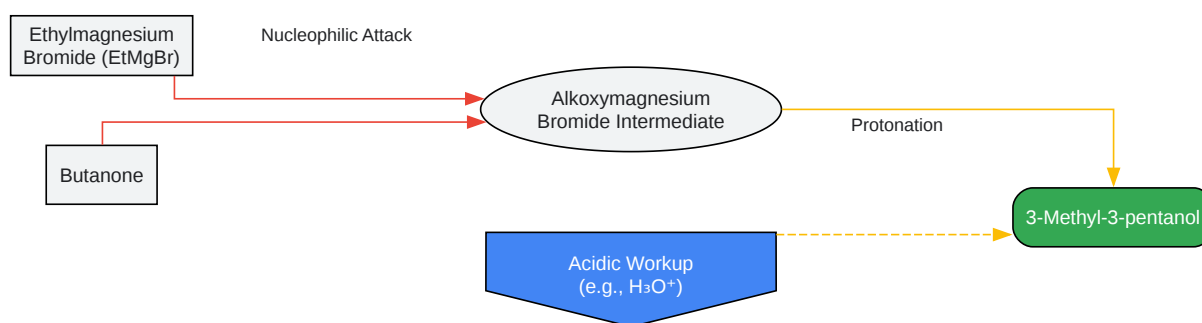 Ethylmagnesium
Bromide (EtMgBr)
Nucleophilic Attack
Butanone
Alkoxymagnesium
Bromide Intermediate
Protonation
3-Methyl-3-pentanol
Acidic Workup
(e.g., H₃O⁺)